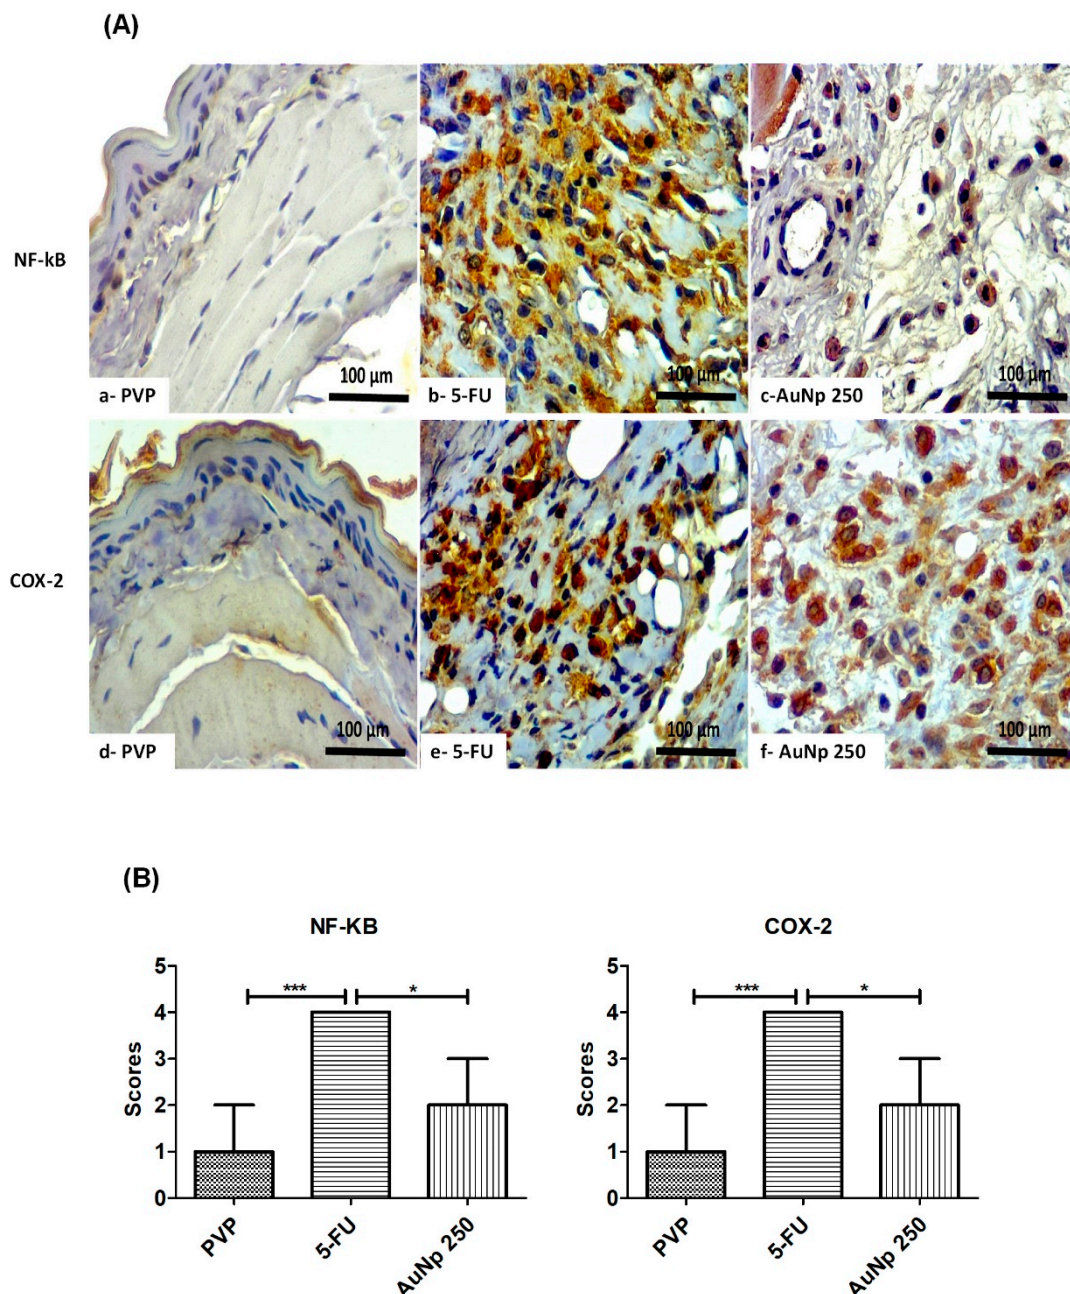 (A)
NF-kB
100 µm
a- PVP
100 µm
b- 5-FU
100 µm
c-AuNp 250
COX-2
100 µm
d- PVP
100 µm
e- 5-FU
100 µm
f- AuNp 250
(B)
NF-KB
Scores
5
4
3
2
1
0
***
*
PVP
5-FU
AuNp 250
COX-2
Scores
5
4
3
2
1
0
***
*
PVP
5-FU
AuNp 250